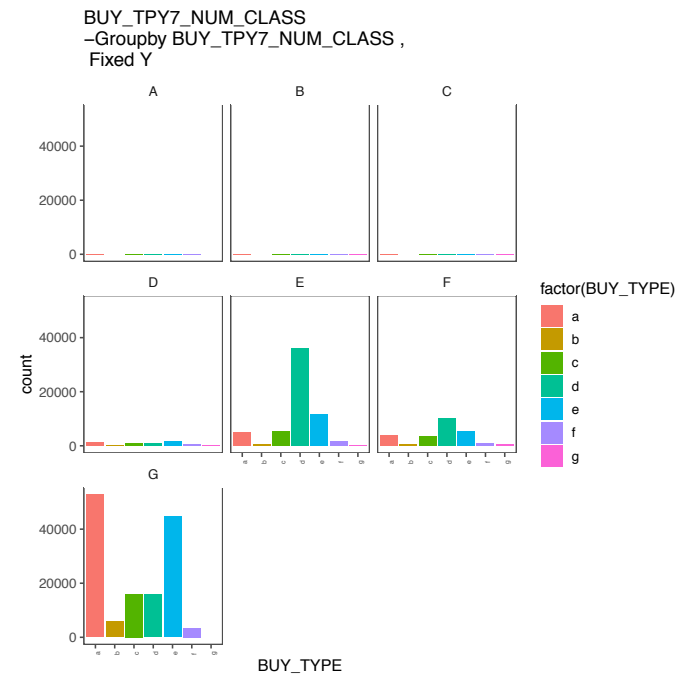 BUY_TPY7_NUM_CLASS
−Groupby BUY_TPY7_NUM_CLASS ,
Fixed Y
A
B
C
40000
20000
0
D
E
F
40000
20000
0
a
b
c
d
e
f
g
a
b
c
d
e
f
g
G
40000
20000
0
a
b
c
d
e
f
g
count
BUY_TYPE
factor(BUY_TYPE)
a
b
c
d
e
f
g